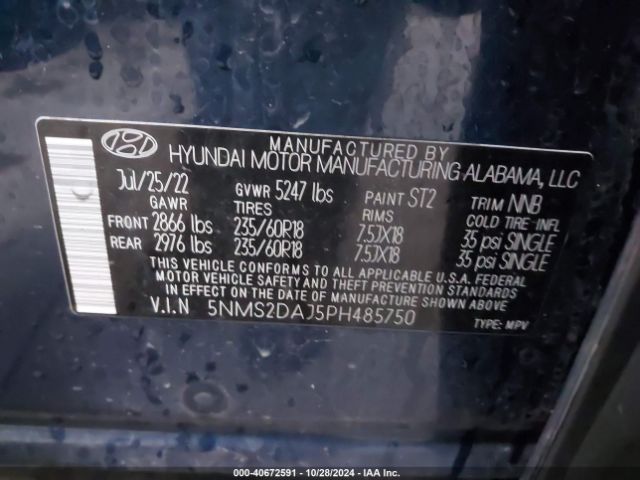 MANUFACTURED BY
HYUNDAI MOTOR MANUFACTURING ALABAMA, LLC
Jul/25/22 GVWR 5247 lbs PAINT ST2 TRIM NNB
GAWR TIRES RIMS COLD TIRE INFL
FRONT 2866 lbs 235/60R18 7.5JX18 35 psi SINGLE
REAR 2976 lbs 235/60R18 7.5JX18 35 psi SINGLE
THIS VEHICLE CONFORMS TO ALL APPLICABLE U.S.A. FEDERAL
MOTOR VEHICLE SAFETY AND THEFT PREVENTION STANDARDS
IN EFFECT ON THE DATE OF MANUFACTURE SHOWN ABOVE.
V.I.N 5NMS2DAJ5PH485750 TYPE: MPV
000-40672591 | 10/28/2024 | IAA Inc.